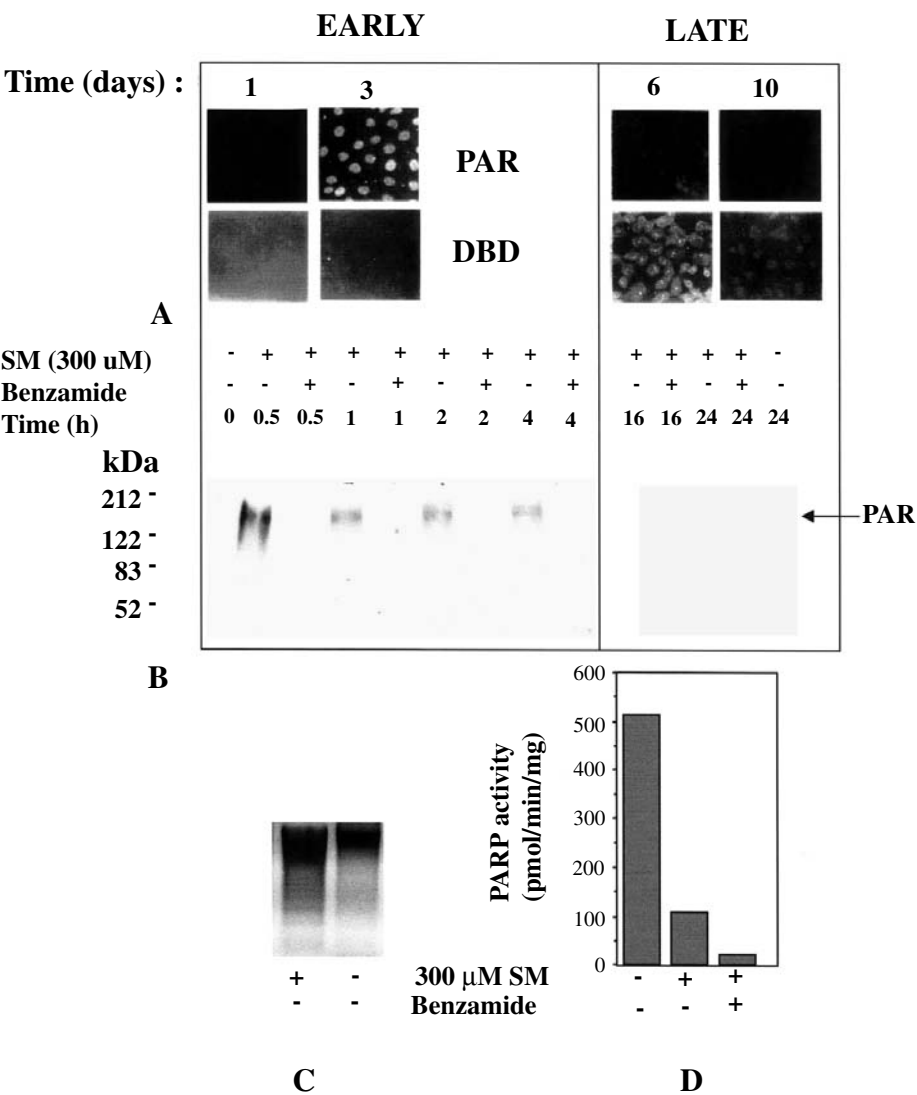 EARLY LATE
Time (days) : 1 3 6 10
PAR
DBD
A
SM (300 uM) - + + + + + + + + + + + + -
Benzamide - - + - + - + - + - + - + -
Time (h) 0 0.5 0.5 1 1 2 2 4 4 16 16 24 24 24
kDa
212 -
PAR
122 -
83 -
52 -
B
600
500
400
300
200
100
0
PARP activity
(pmol/min/mg)
+ - 300 µM SM - + +
- - Benzamide - - +
C D